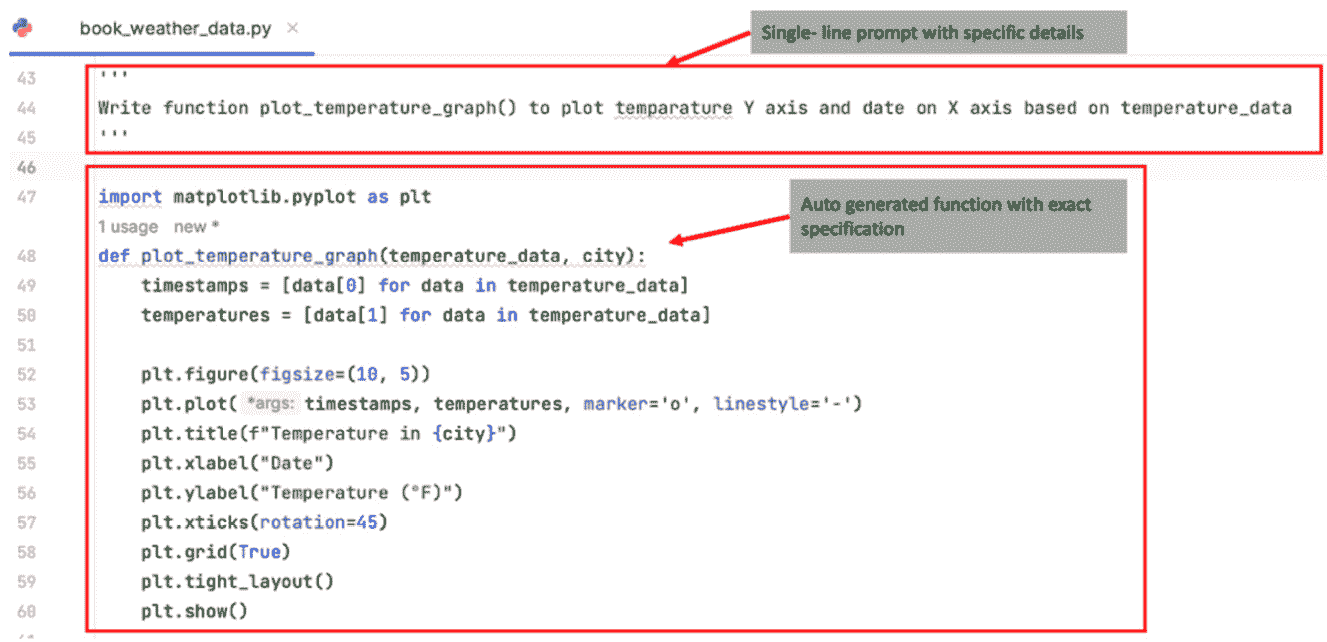 book_weather_data.py ×
Single- line prompt with specific details
43 '''
44 Write function plot_temperature_graph() to plot temparature Y axis and date on X axis based on temperature_data
45 '''
46
47 import matplotlib.pyplot as plt
1 usage new *
Auto generated function with exact
specification
48 def plot_temperature_graph(temperature_data, city):
49     timestamps = [data[0] for data in temperature_data]
50     temperatures = [data[1] for data in temperature_data]
51
52     plt.figure(figsize=(10, 5))
53     plt.plot( *args: timestamps, temperatures, marker='o', linestyle='-')
54     plt.title(f"Temperature in {city}")
55     plt.xlabel("Date")
56     plt.ylabel("Temperature (°F)")
57     plt.xticks(rotation=45)
58     plt.grid(True)
59     plt.tight_layout()
60     plt.show()